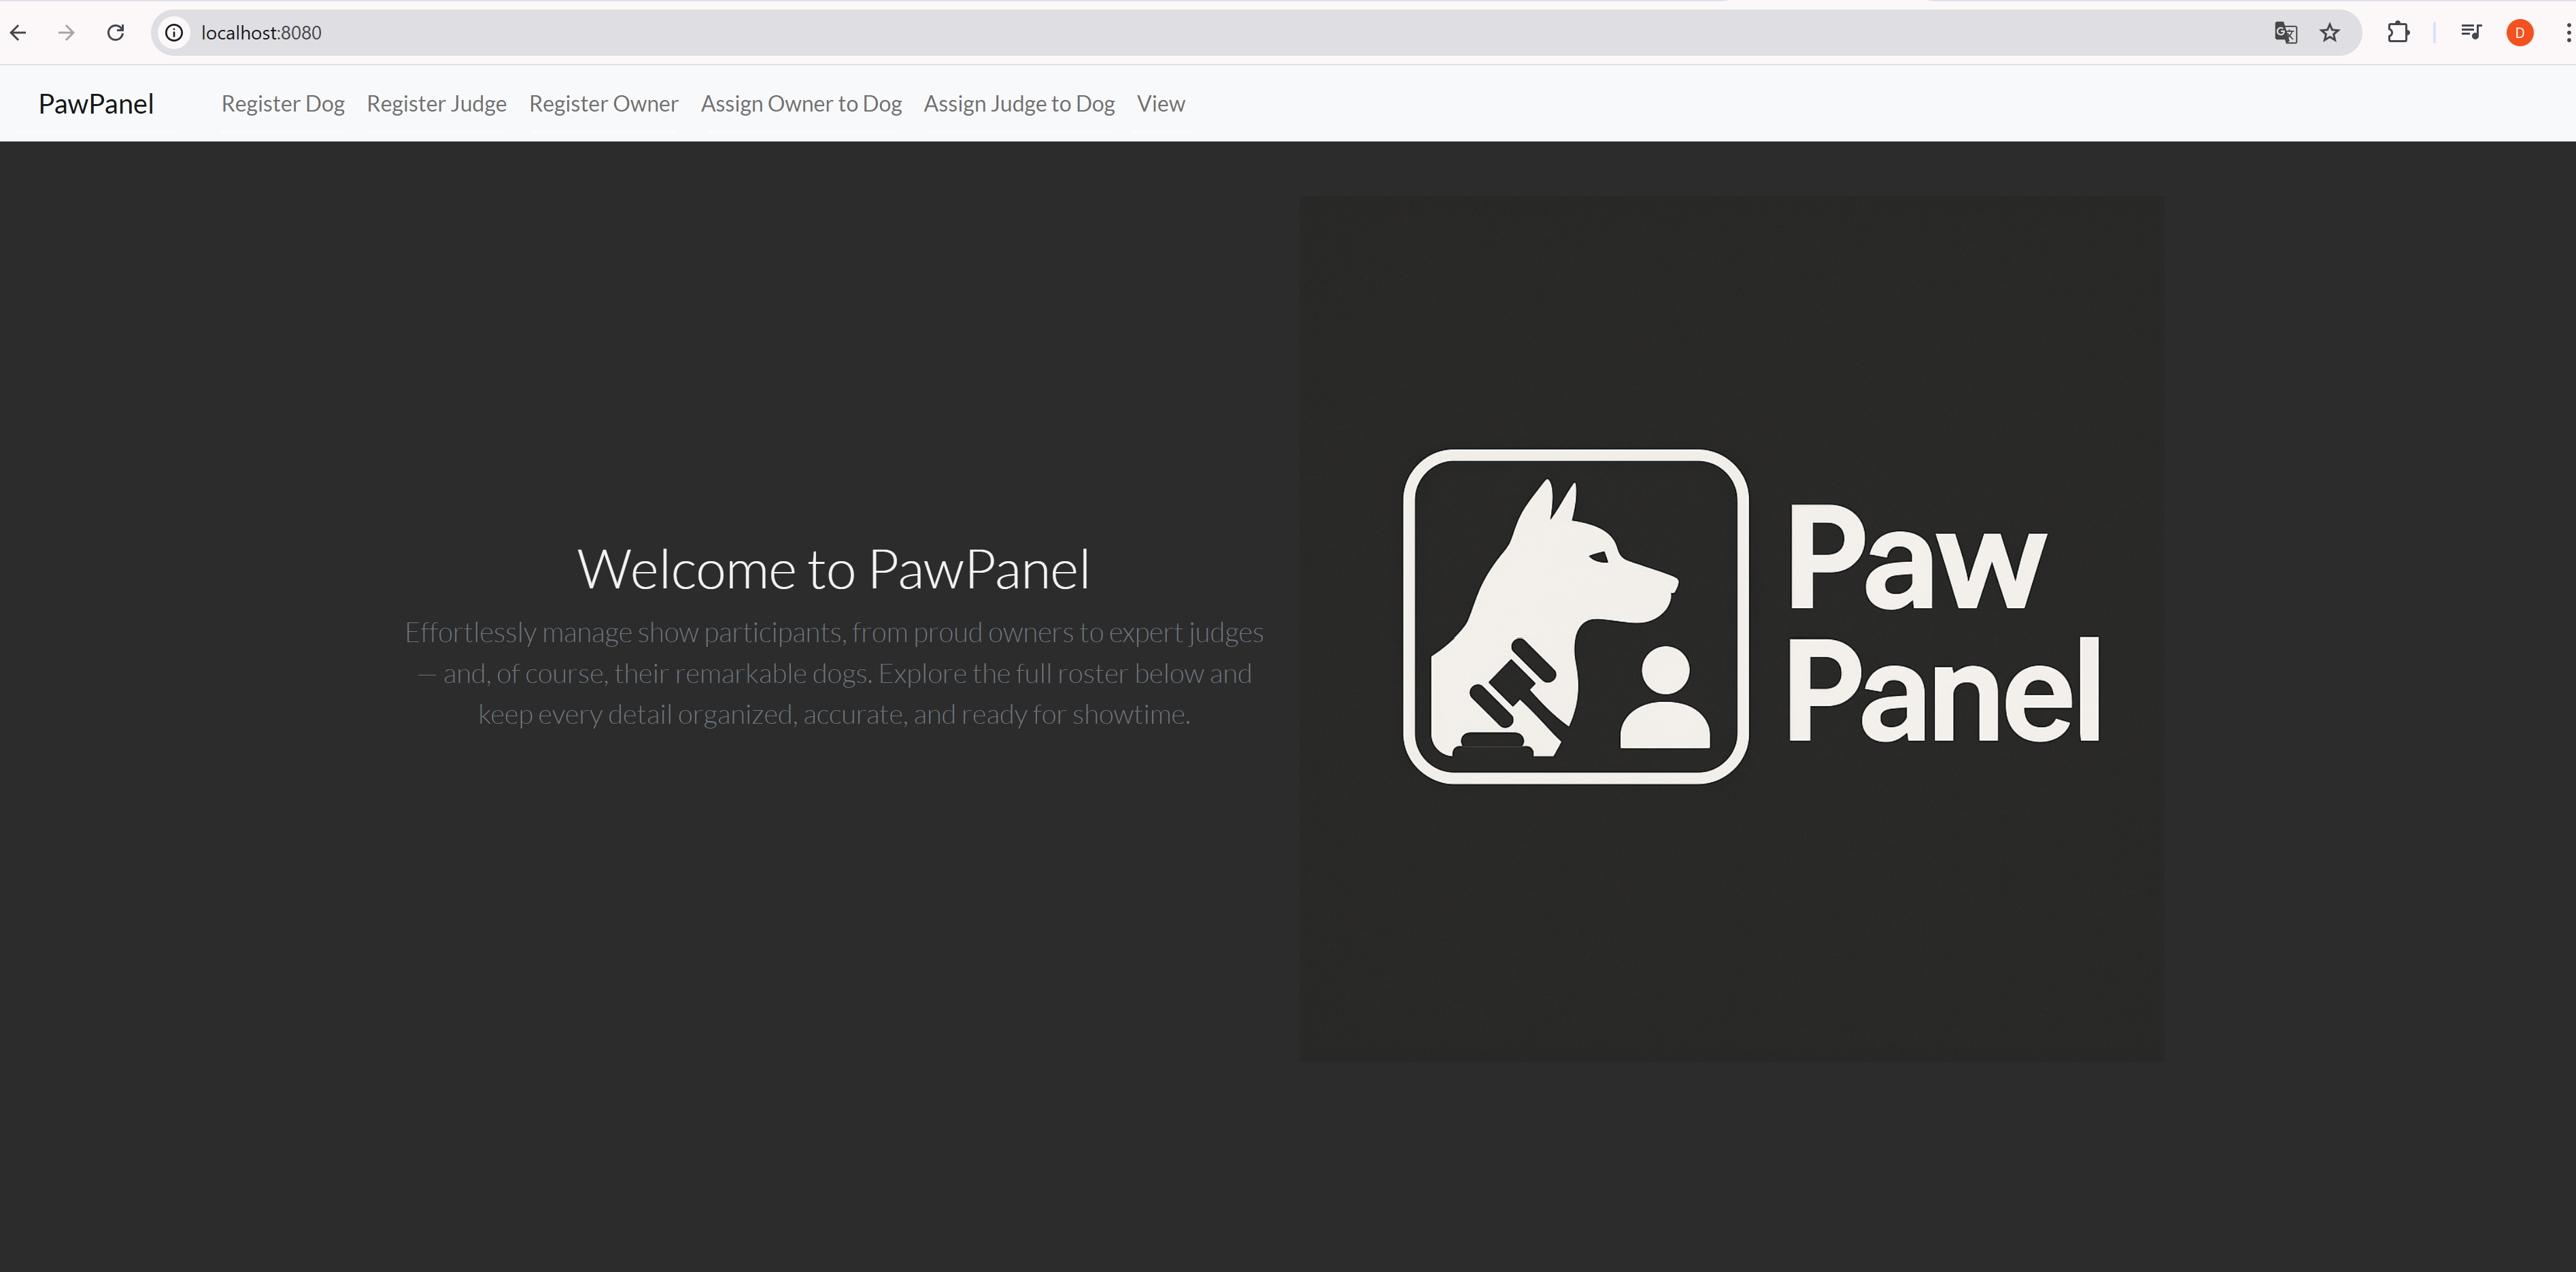 localhost:8080
D
PawPanel Register Dog Register Judge Register Owner Assign Owner to Dog Assign Judge to Dog View
Welcome to PawPanel
Effortlessly manage show participants, from proud owners to expert judges
— and, of course, their remarkable dogs. Explore the full roster below and
keep every detail organized, accurate, and ready for showtime.
Paw
Panel